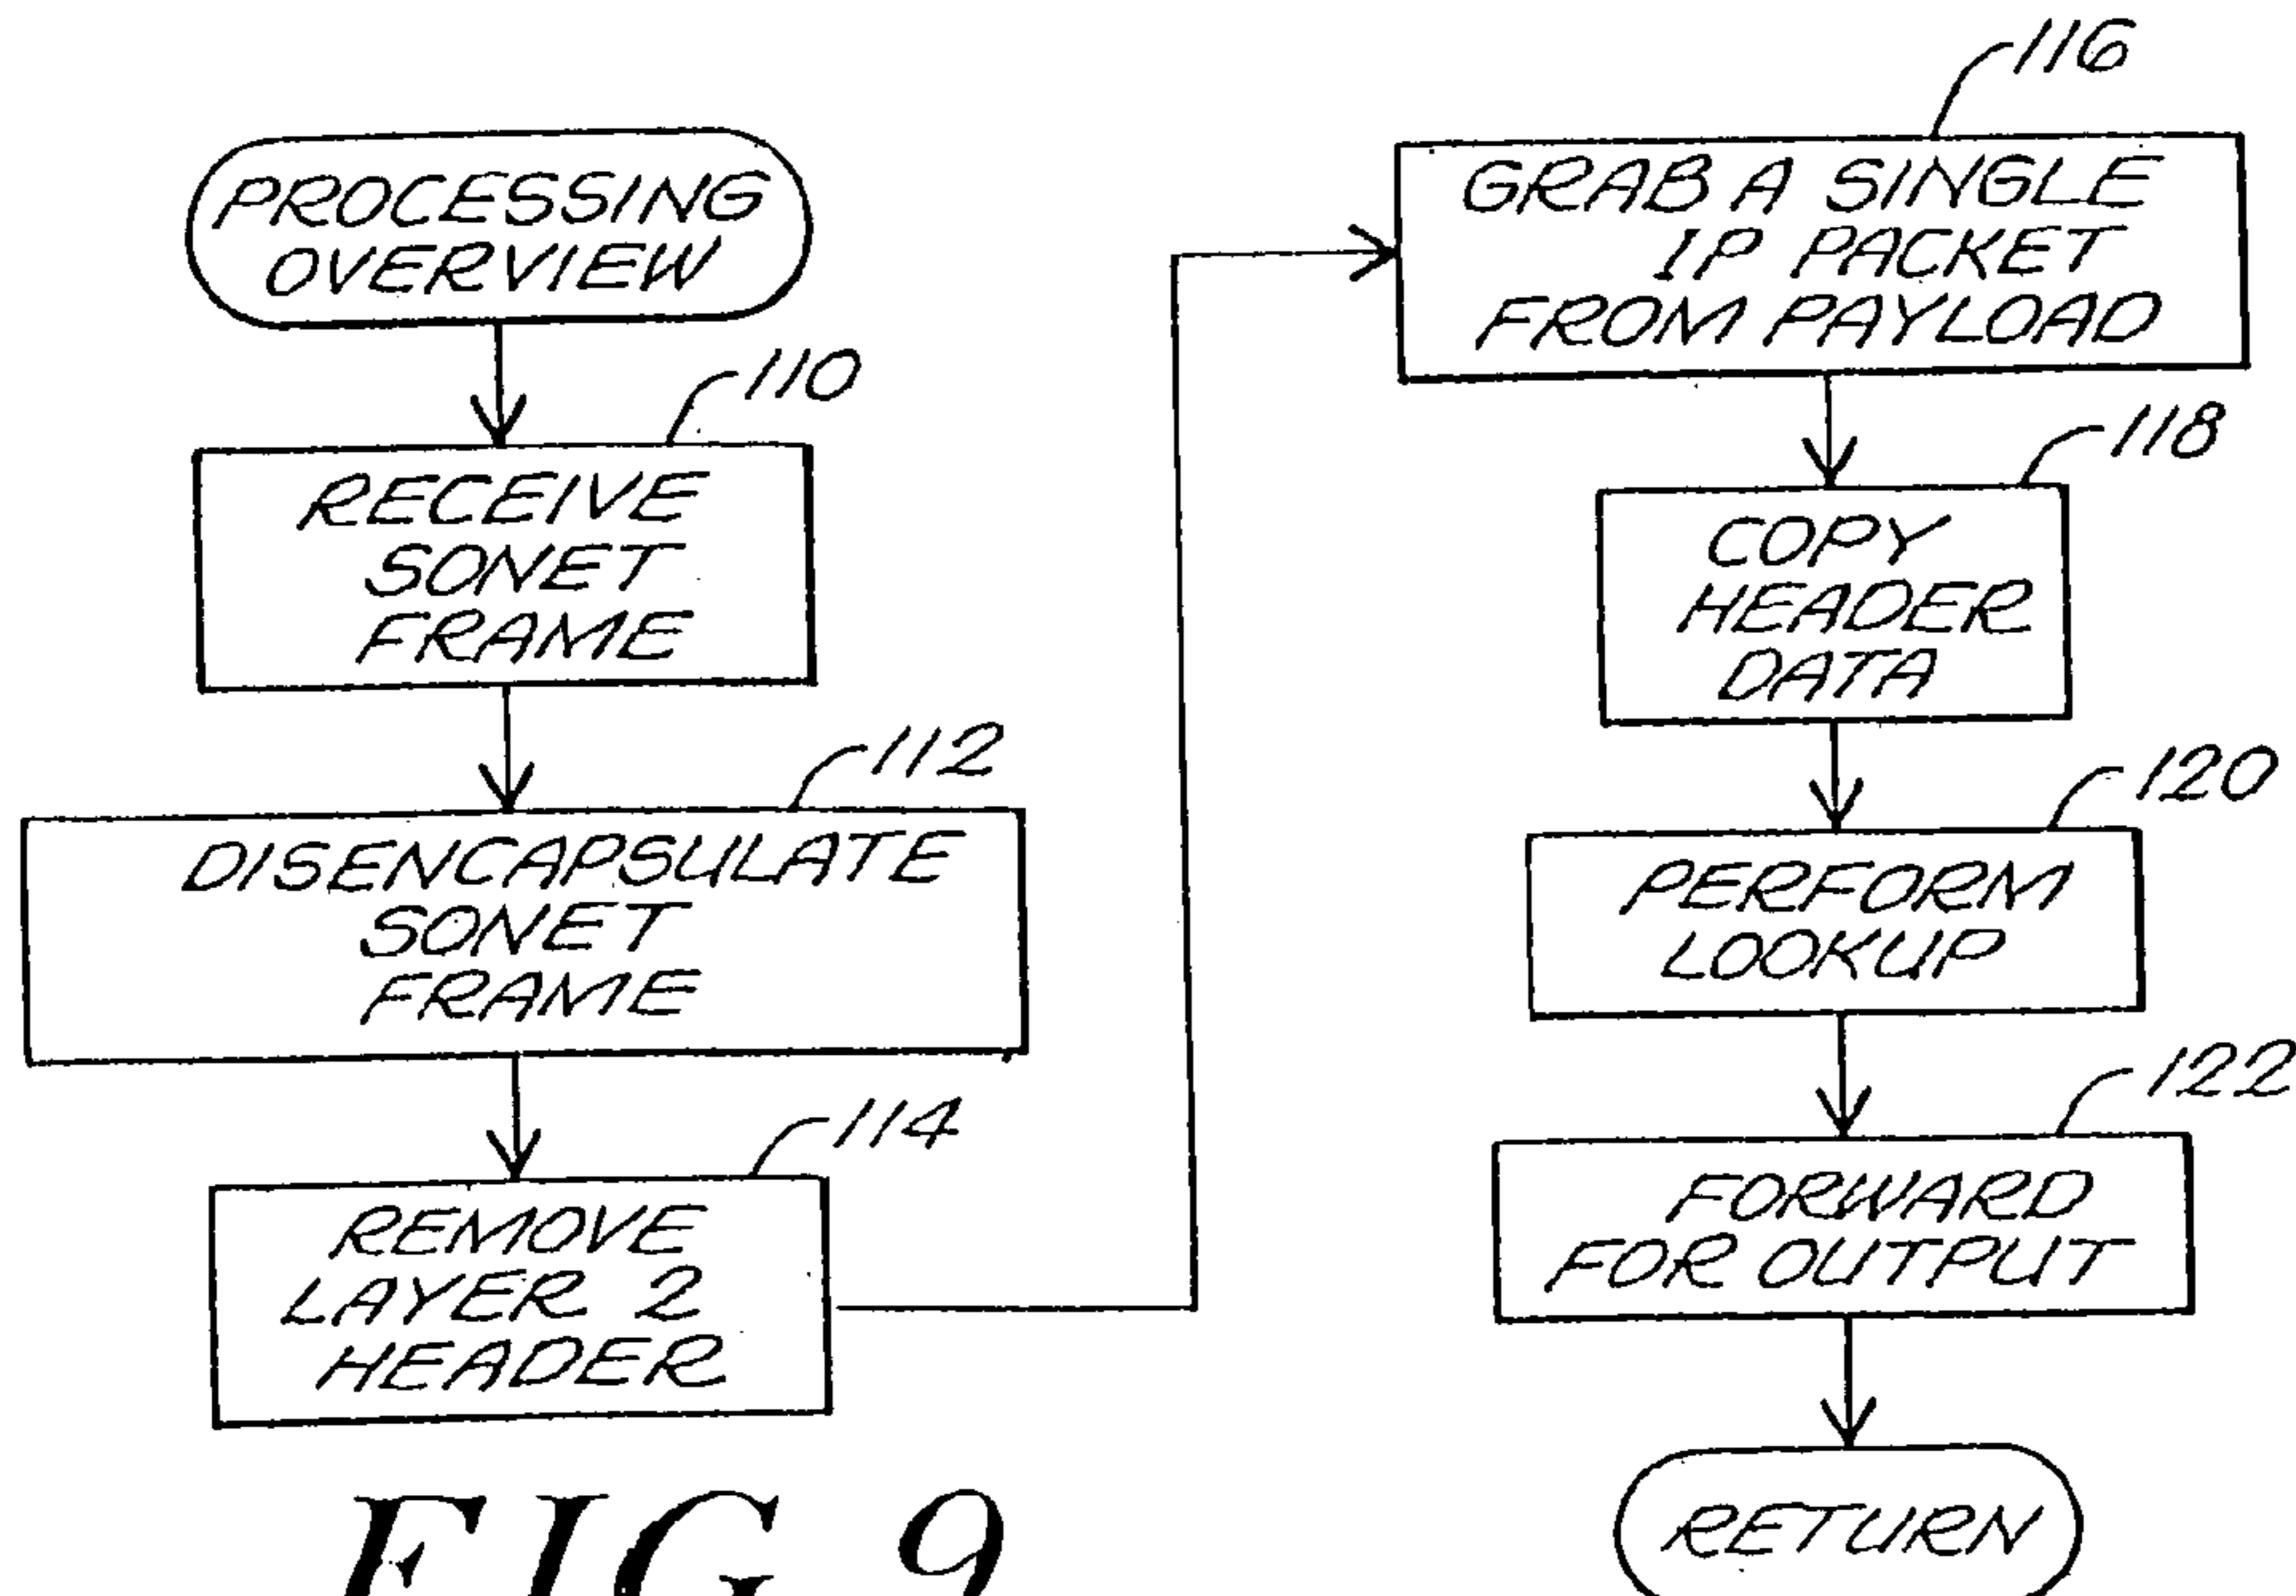 PROCESSING
OVERVIEW
110
RECEIVE
SONET
FRAME
112
DISENCAPSULATE
SONET
FRAME
114
REMOVE
LAYER 2
HEADER
116
GRAB A SINGLE
IP PACKET
FROM PAYLOAD
118
COPY
HEADER
DATA
120
PERFORM
LOOKUP
122
FORWARD
FOR OUTPUT
RETURN
FIG 9